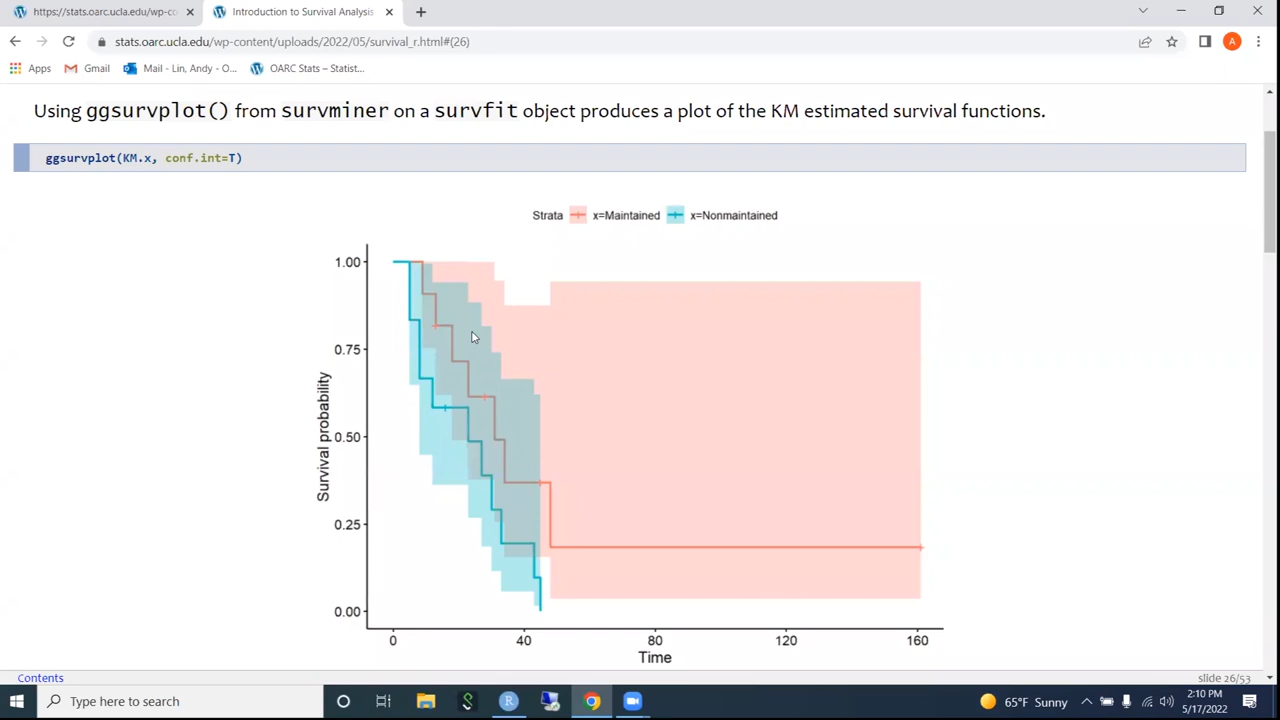 https://stats.oarc.ucla.edu/wp-co
Introduction to Survival Analysis
stats.oarc.ucla.edu/wp-content/uploads/2022/05/survival_r.html#(26)
A
Apps
Gmail
Mail - Lin, Andy - O...
OARC Stats – Statist...
Using ggsurvplot() from survminer on a survfit object produces a plot of the KM estimated survival functions.
ggsurvplot(KM.x, conf.int=T)
Strata x=Maintained x=Nonmaintained
1.00
0.75
0.50
0.25
0.00
Survival probability
0 40 80 120 160
Time
Contents
slide 26/53
Type here to search
S
R
65°F Sunny
2:10 PM
5/17/2022